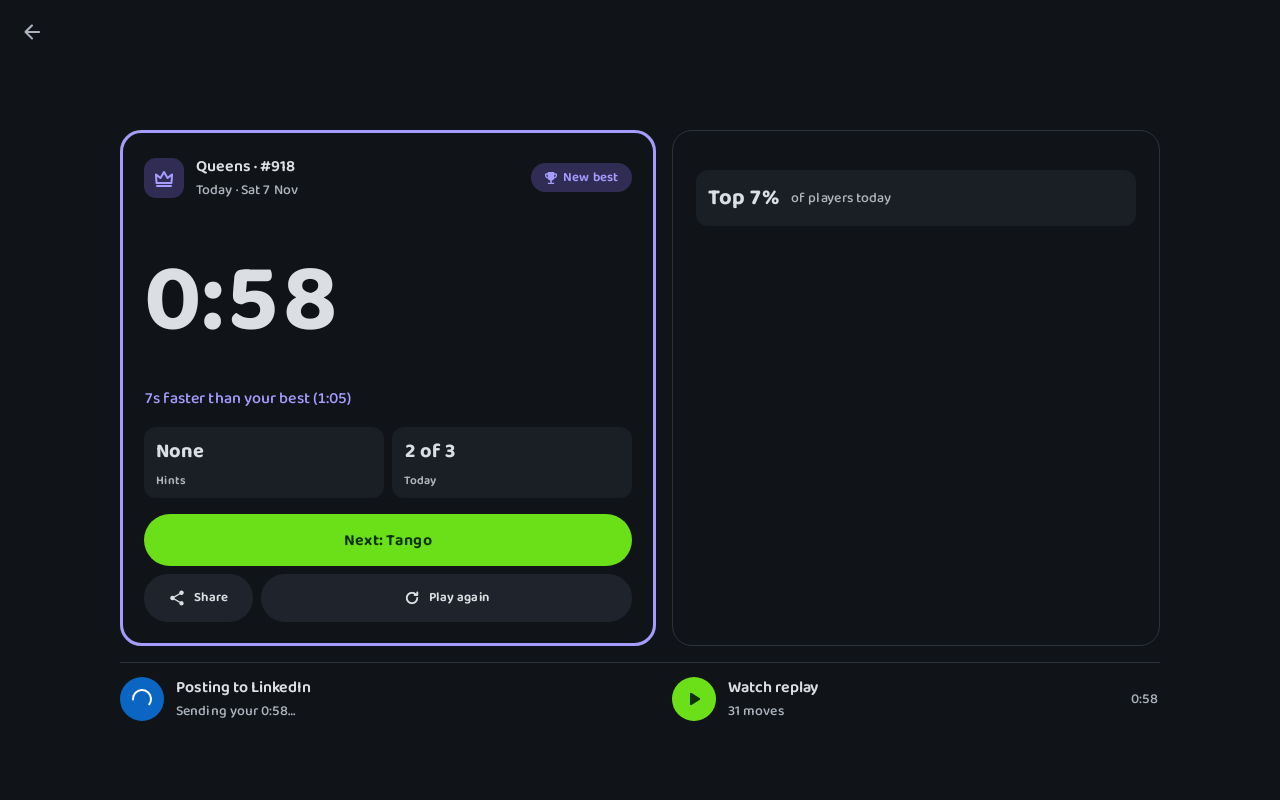 Queens · #918
Today · Sat 7 Nov
New best
0:58
7s faster than your best (1:05)
None
Hints
2 of 3
Today
Next: Tango
Share
Play again
Top 7% of players today
Posting to LinkedIn
Sending your 0:58…
Watch replay
31 moves
0:58